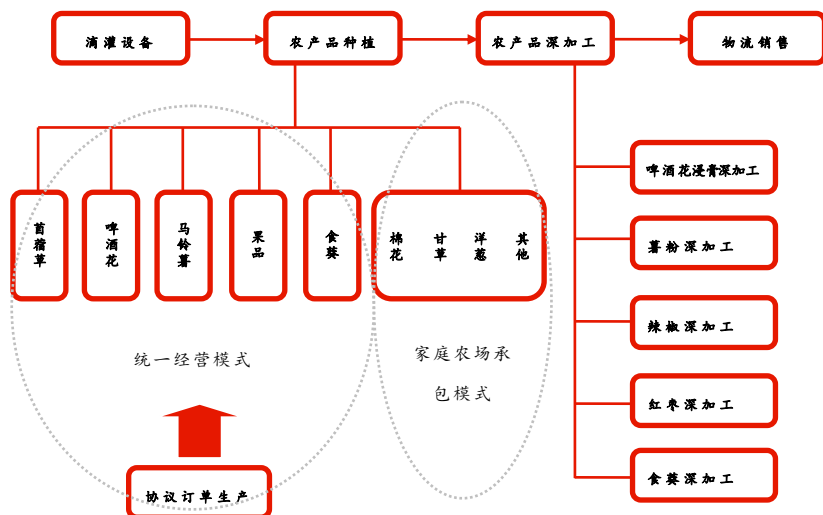 滴灌设备
农产品种植
农产品深加工
物流销售
苜蓿草
啤酒花
马铃薯
果品
食葵
棉花
甘草
洋葱
其他
啤酒花浸膏深加工
薯粉深加工
辣椒深加工
红枣深加工
食葵深加工
统一经营模式
家庭农场承
包模式
协议订单生产